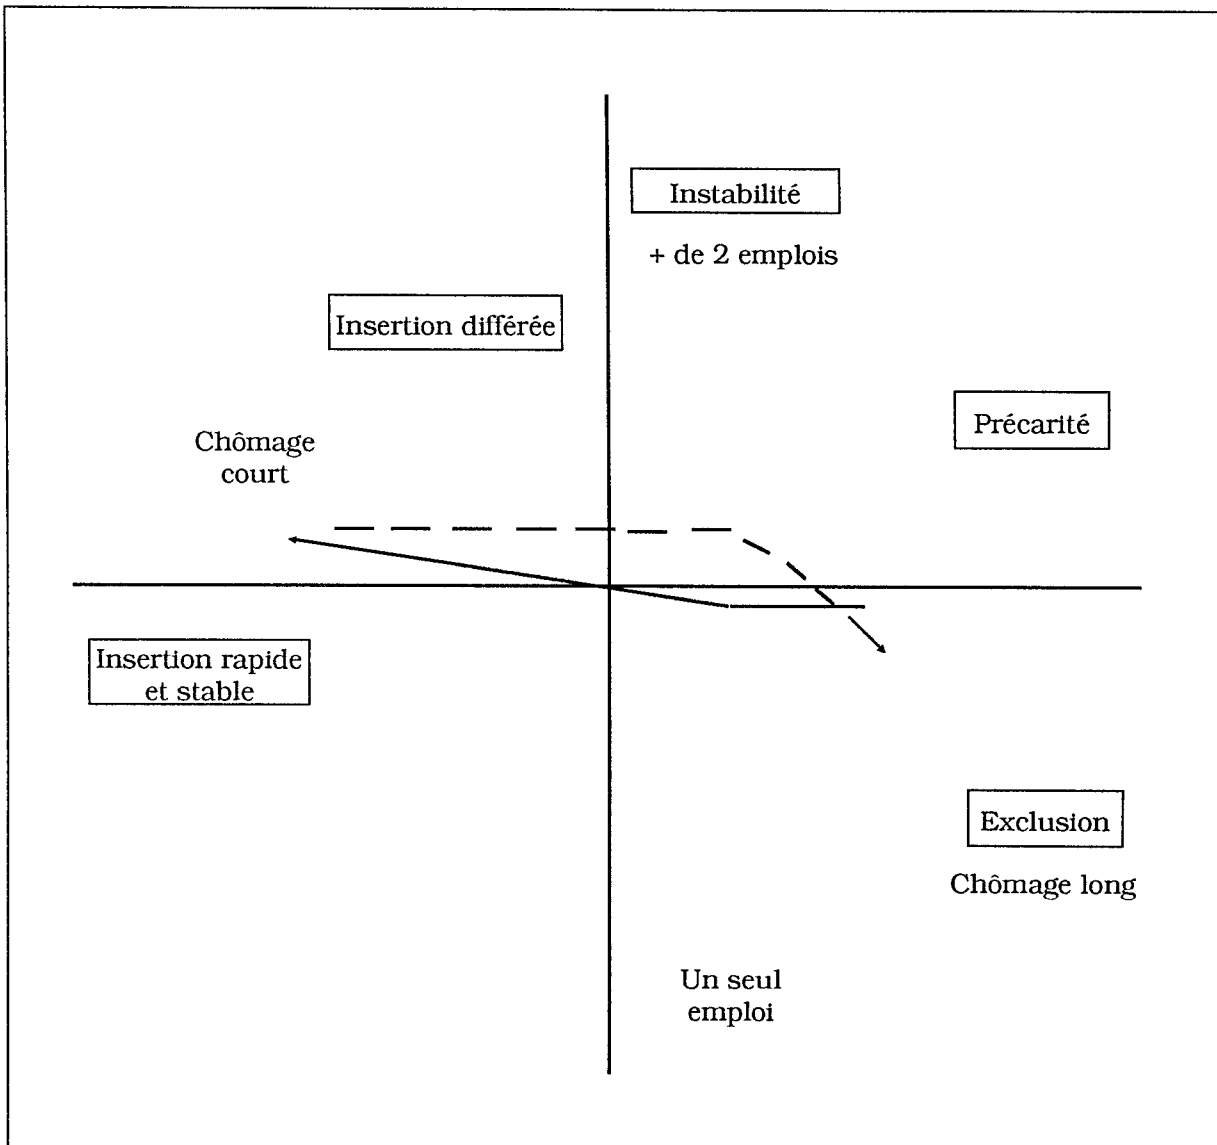 Instabilité
+ de 2 emplois
Insertion différée
Précarité
Chômage
court
Insertion rapide
et stable
Exclusion
Chômage long
Un seul
emploi